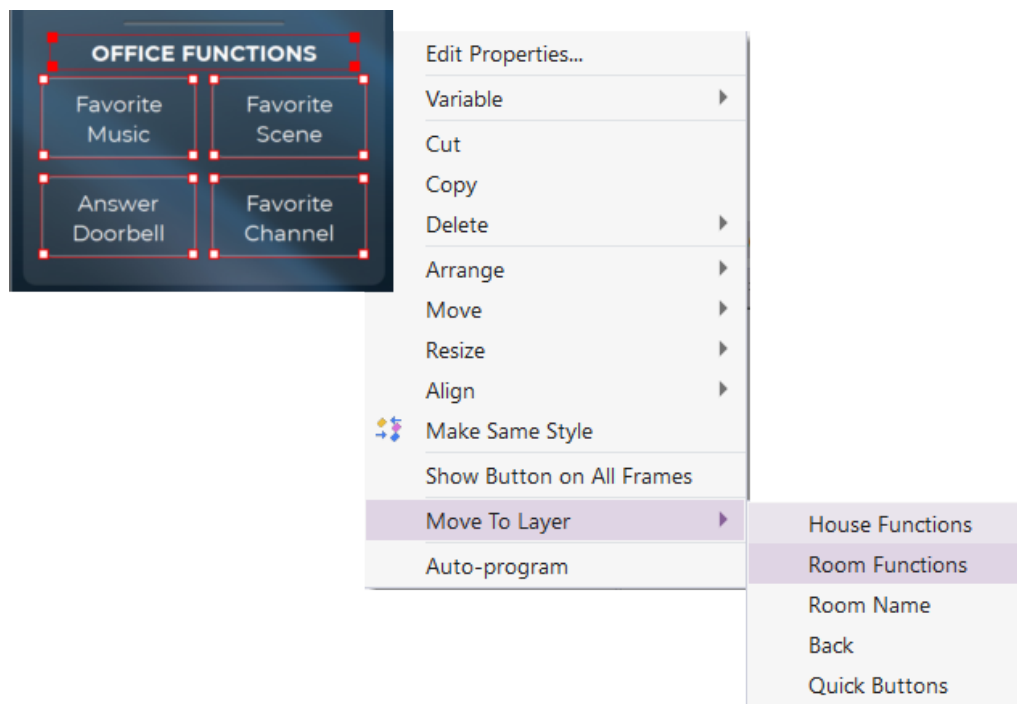 OFFICE FUNCTIONS
Favorite
Music
Favorite
Scene
Answer
Doorbell
Favorite
Channel
Edit Properties...
Variable
Cut
Copy
Delete
Arrange
Move
Resize
Align
Make Same Style
Show Button on All Frames
Move To Layer
Auto-program
House Functions
Room Functions
Room Name
Back
Quick Buttons